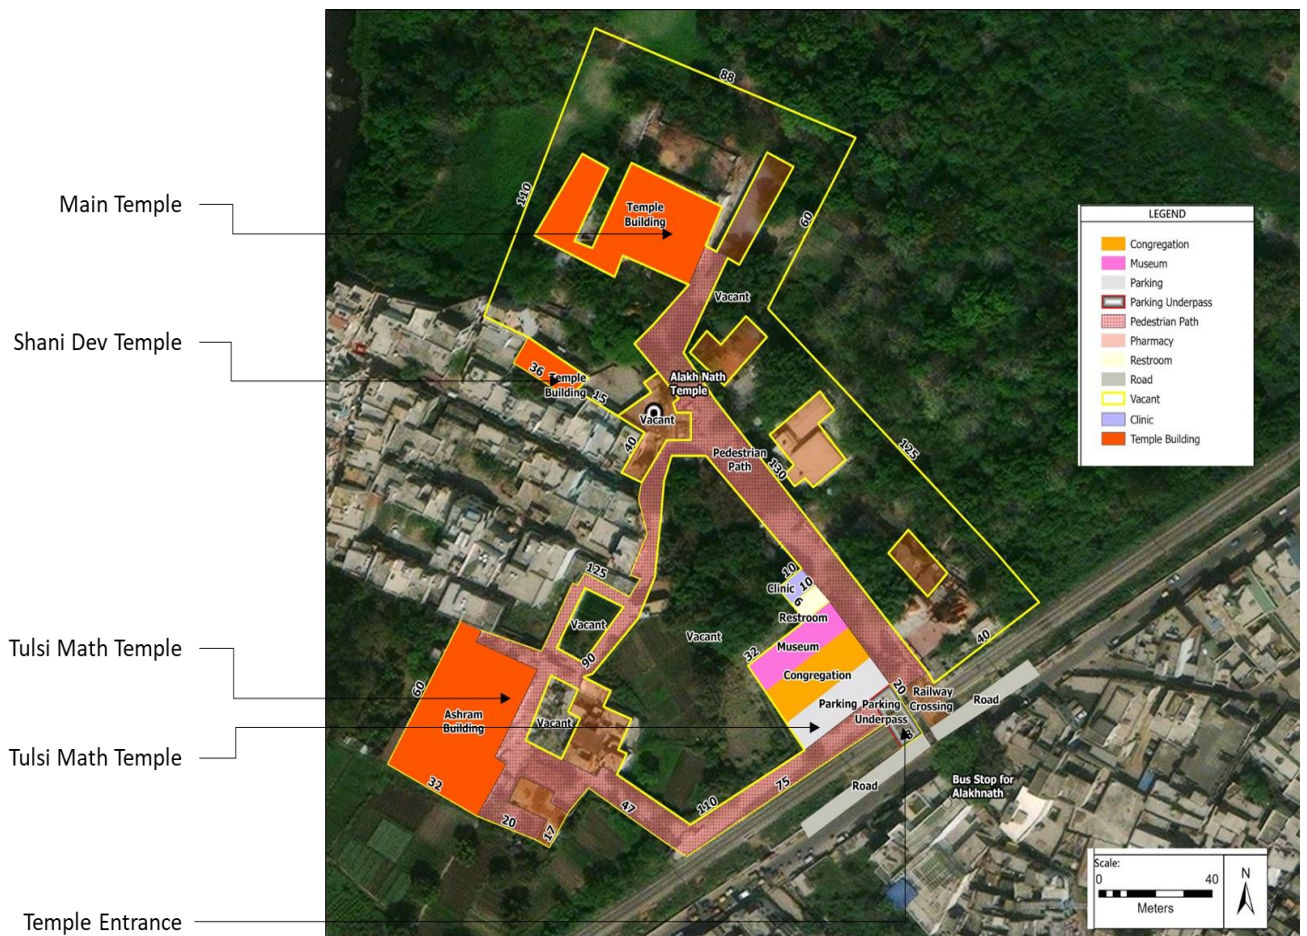 Main Temple
Shani Dev Temple
Tulsi Math Temple
Tulsi Math Temple
Temple Entrance
88
110
60
Temple
Building
Vacant
36
Temple
Building
15
Alakh Nath
Temple
Vacant
40
Pedestrian
Path
130
125
125
Vacant
90
Vacant
10
Clinic
10
6
Restroom
32
Museum
Congregation
Parking
Parking
Underpass
20
Railway
Crossing
40
Road
8
Road
Bus Stop for
Alakhnath
60
Ashram
Building
Vacant
32
20
17
47
110
75
LEGEND
Congregation
Museum
Parking
Parking Underpass
Pedestrian Path
Pharmacy
Restroom
Road
Vacant
Clinic
Temple Building
Scale:
0
40
Meters
N